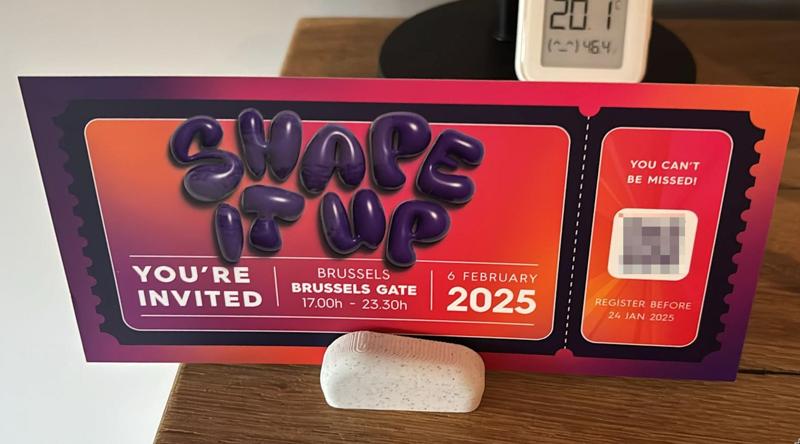 20.1°C
(^_^) 46.4
SHAPE
IT UP
YOU'RE
INVITED
BRUSSELS
BRUSSELS GATE
17.00h - 23.30h
6 FEBRUARY
2025
YOU CAN'T
BE MISSED!
REGISTER BEFORE
24 JAN 2025